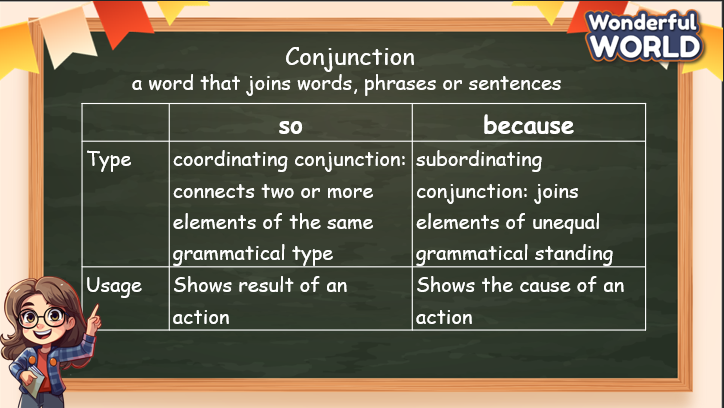 Wonderful
WORLD
Conjunction
a word that joins words, phrases or sentences
so
because
Type
coordinating conjunction:
connects two or more
elements of the same
grammatical type
subordinating
conjunction: joins
elements of unequal
grammatical standing
Usage
Shows result of an
action
Shows the cause of an
action